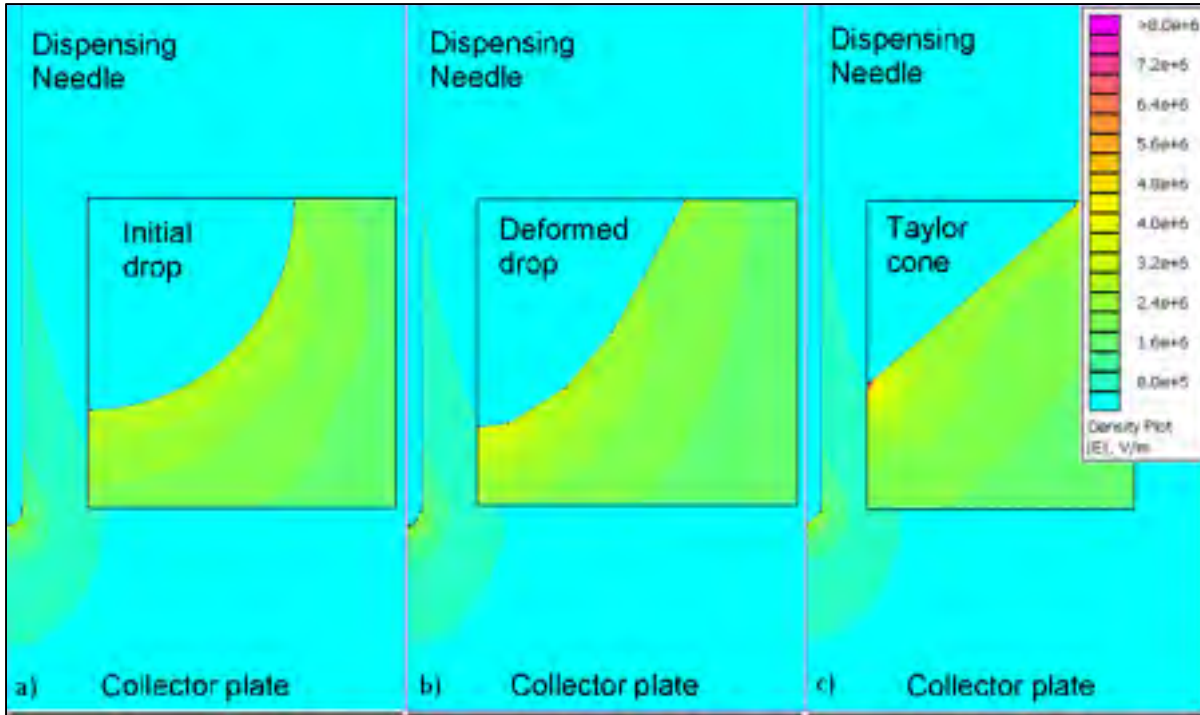 Dispensing
Needle
Initial
drop
a)
Collector plate
Dispensing
Needle
Deformed
drop
b)
Collector plate
Dispensing
Needle
Taylor
cone
c)
Collector plate
>8.0e+6
7.2e+6
6.4e+6
5.6e+6
4.8e+6
4.0e+6
3.2e+6
2.4e+6
1.6e+6
8.0e+5
Density Plot
|E|, V/m